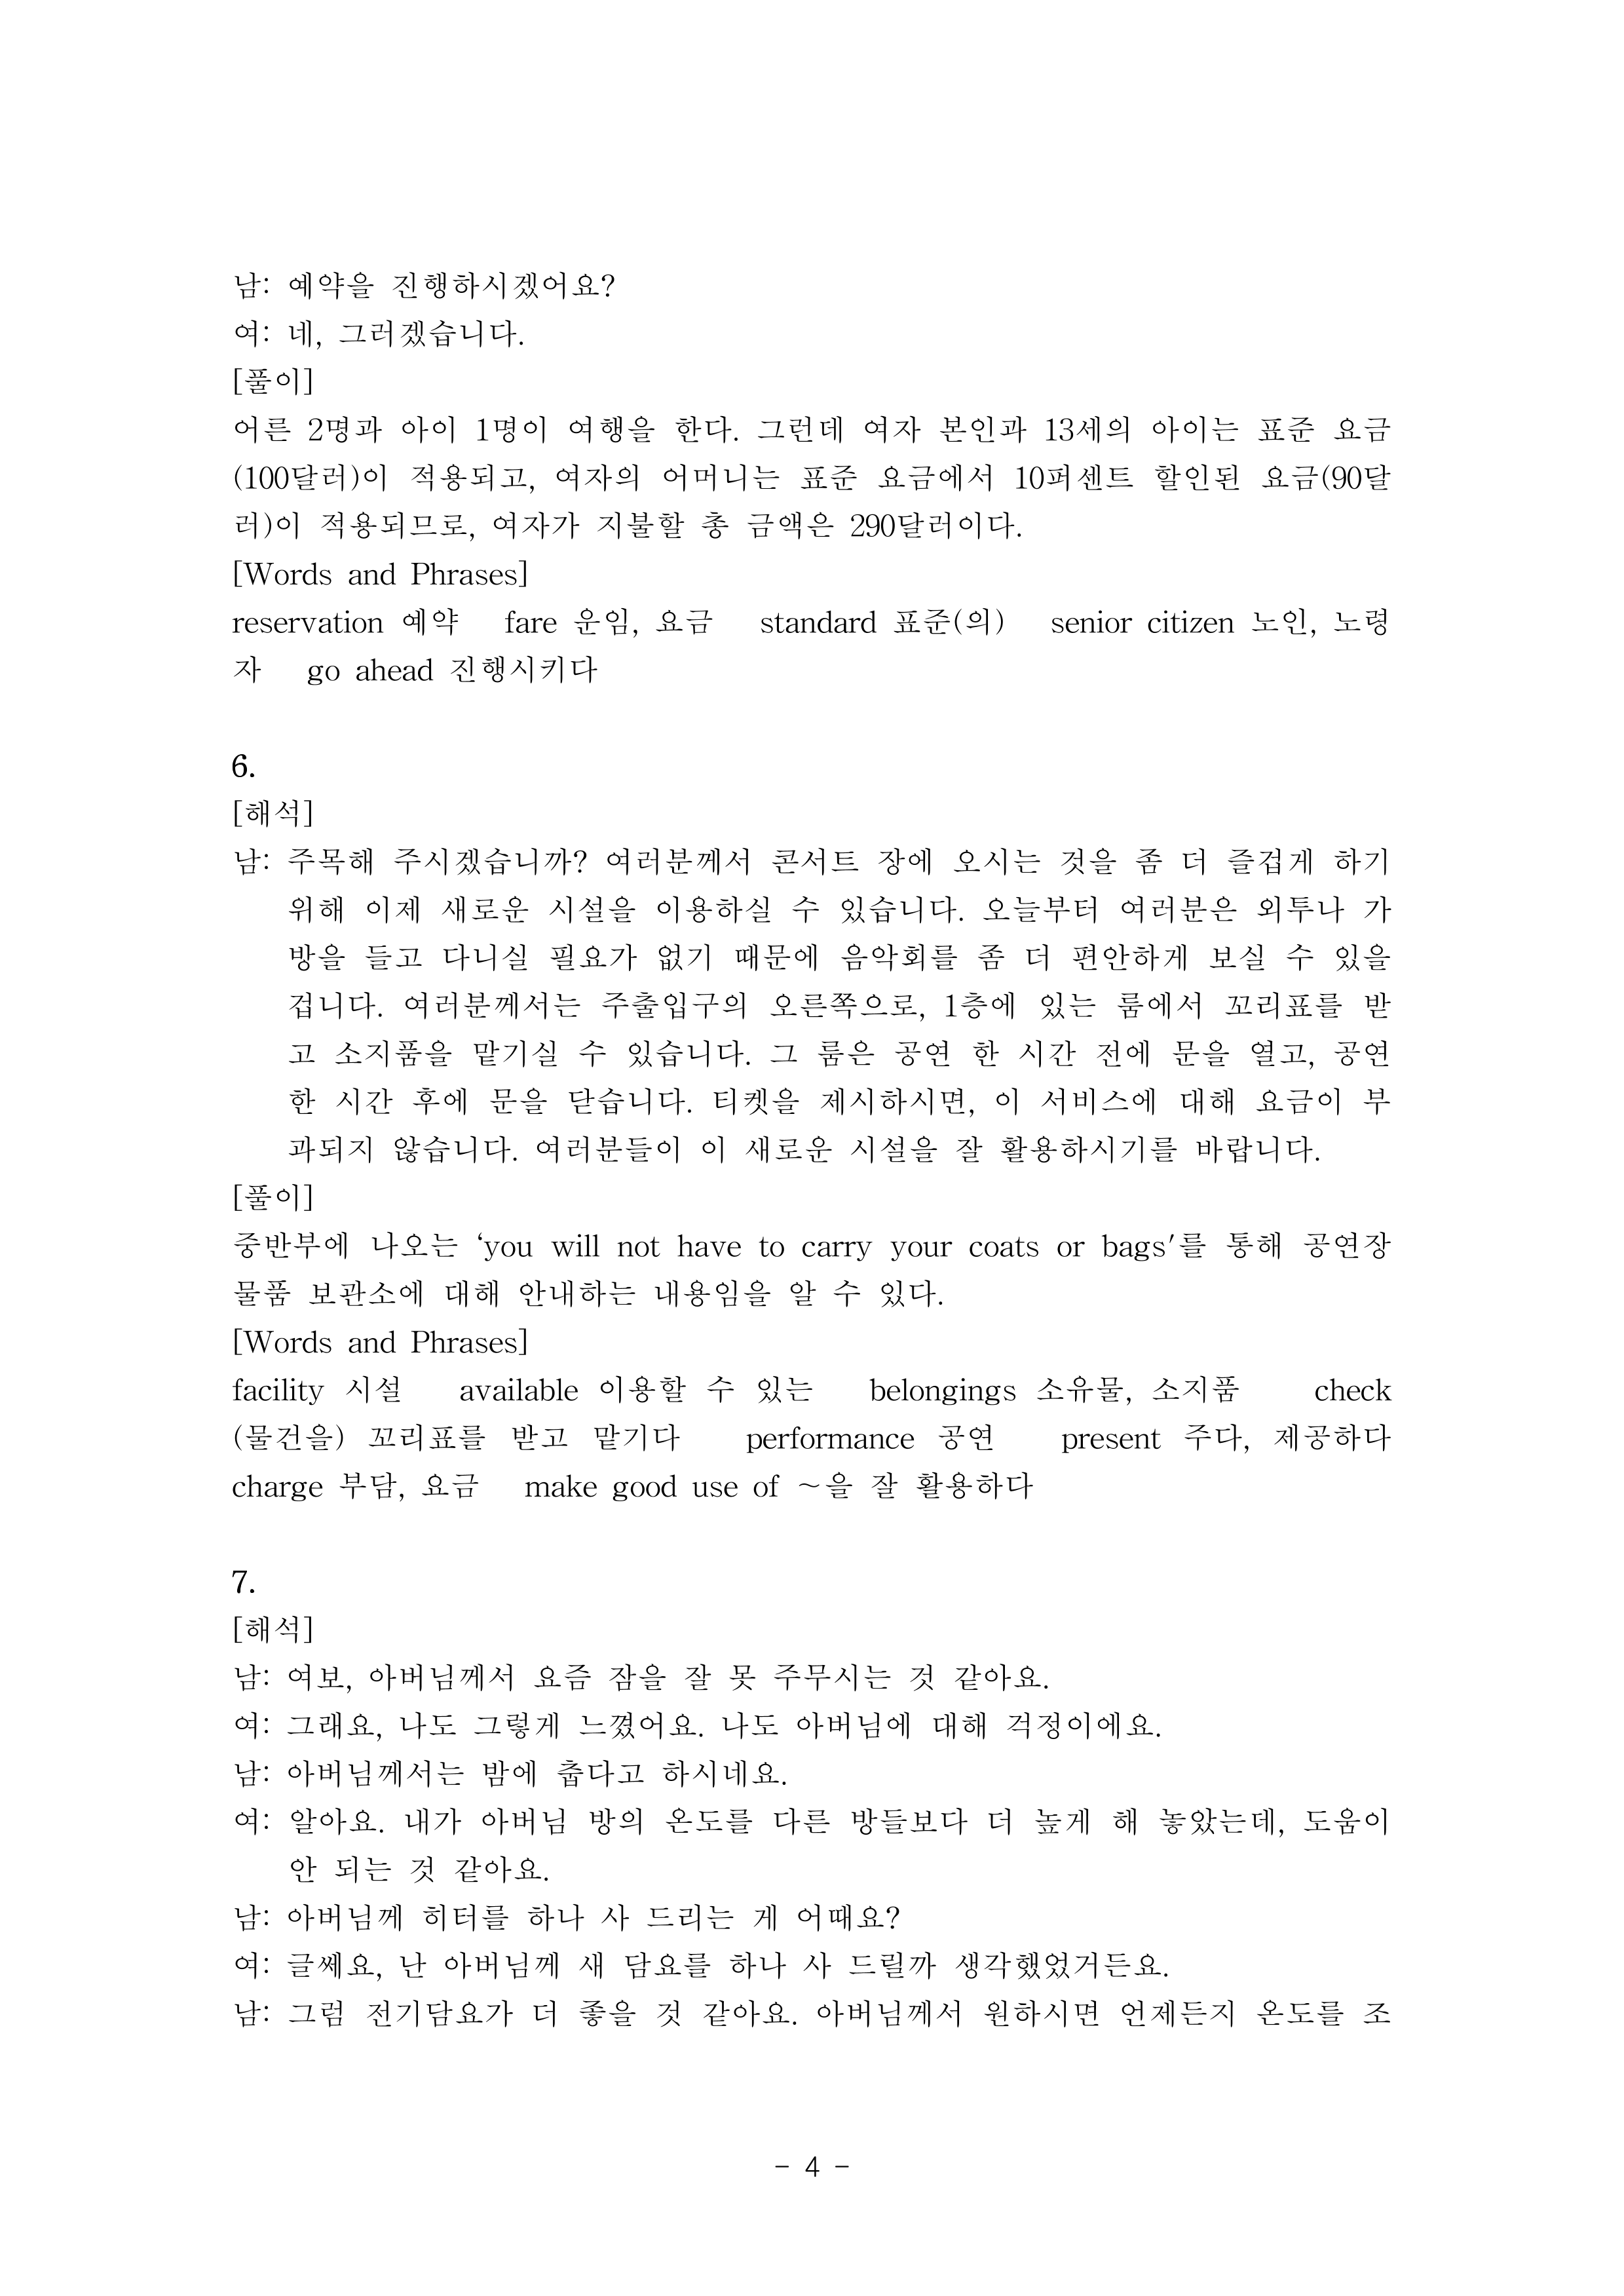 남: 예약을 진행하시겠어요?
여: 네, 그러겠습니다.
[풀이]
어른 2명과 아이 1명이 여행을 한다. 그런데 여자 본인과 13세의 아이는 표준 요금
(100달러)이 적용되고, 여자의 어머니는 표준 요금에서 10퍼센트 할인된 요금(90달
러)이 적용되므로, 여자가 지불할 총 금액은 290달러이다.
[Words and Phrases]
reservation 예약 fare 운임, 요금 standard 표준(의) senior citizen 노인, 노령
자 go ahead 진행시키다
6.
[해석]
남: 주목해 주시겠습니까? 여러분께서 콘서트 장에 오시는 것을 좀 더 즐겁게 하기
위해 이제 새로운 시설을 이용하실 수 있습니다. 오늘부터 여러분은 외투나 가
방을 들고 다니실 필요가 없기 때문에 음악회를 좀 더 편안하게 보실 수 있을
겁니다. 여러분께서는 주출입구의 오른쪽으로, 1층에 있는 룸에서 꼬리표를 받
고 소지품을 맡기실 수 있습니다. 그 룸은 공연 한 시간 전에 문을 열고, 공연
한 시간 후에 문을 닫습니다. 티켓을 제시하시면, 이 서비스에 대해 요금이 부
과되지 않습니다. 여러분들이 이 새로운 시설을 잘 활용하시기를 바랍니다.
[풀이]
중반부에 나오는 ‘you will not have to carry your coats or bags’를 통해 공연장
물품 보관소에 대해 안내하는 내용임을 알 수 있다.
[Words and Phrases]
facility 시설 available 이용할 수 있는 belongings 소유물, 소지품 check
(물건을) 꼬리표를 받고 맡기다 performance 공연 present 주다, 제공하다
charge 부담, 요금 make good use of ～을 잘 활용하다
7.
[해석]
남: 여보, 아버님께서 요즘 잠을 잘 못 주무시는 것 같아요.
여: 그래요, 나도 그렇게 느꼈어요. 나도 아버님에 대해 걱정이에요.
남: 아버님께서는 밤에 춥다고 하시네요.
여: 알아요. 내가 아버님 방의 온도를 다른 방들보다 더 높게 해 놓았는데, 도움이
안 되는 것 같아요.
남: 아버님께 히터를 하나 사 드리는 게 어때요?
여: 글쎄요, 난 아버님께 새 담요를 하나 사 드릴까 생각했었거든요.
남: 그럼 전기담요가 더 좋을 것 같아요. 아버님께서 원하시면 언제든지 온도를 조
- 4 -